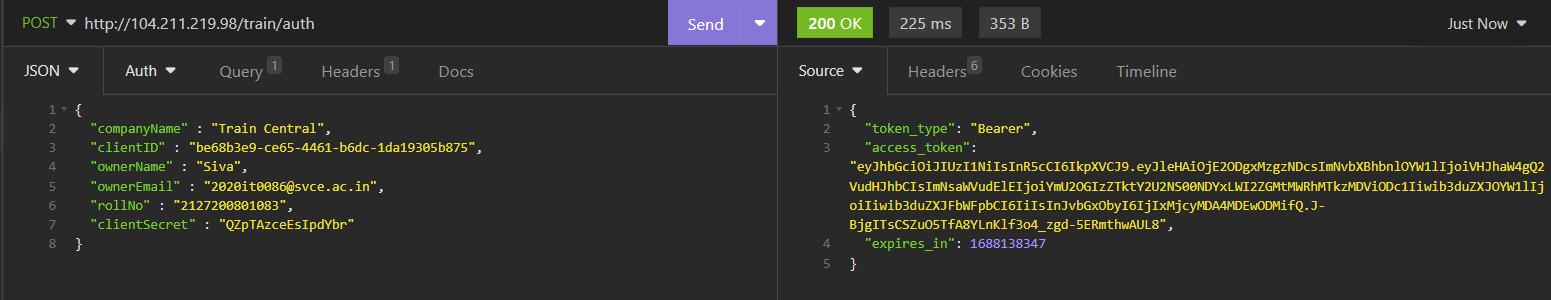 POST http://104.211.219.98/train/auth Send 200 OK 225 ms 353 B Just Now
JSON Auth Query 1 Headers 1 Docs Source Headers 6 Cookies Timeline
1 {
2 "companyName" : "Train Central",
3 "clientID" : "be68b3e9-ce65-4461-b6dc-1da19305b875",
4 "ownerName" : "Siva",
5 "ownerEmail" : "2020it0086@svce.ac.in",
6 "rollNo" : "2127200801083",
7 "clientSecret" : "QZpTAzceEsIpdYbr"
8 }
1 {
2 "token_type": "Bearer",
3 "access_token":
"eyJhbGciOiJIUzI1NiIsInR5cCI6IkpXVCJ9.eyJleHAiOjE2ODgxMzgzNDcsImNvbXBhbnlOYW1lIjoiVHJhaW4gQ2
VudHJhbCIsImNsaWVudElEIjoiYmU2OGIzZTktY2U2NS00NDYxLWI2ZGMtMWRhMTkzMDViODc1Iiwib3duZXJOYW1lIj
oiIiwib3duZXJFbWFpbCI6IiIsInJvbGxObyI6IjIxMjcyMDA4MDEwODMifQ.J-
BjgITsCSZuO5TfA8YLnKlf3o4_zgd-5ERmthwAUL8",
4 "expires_in": 1688138347
5 }